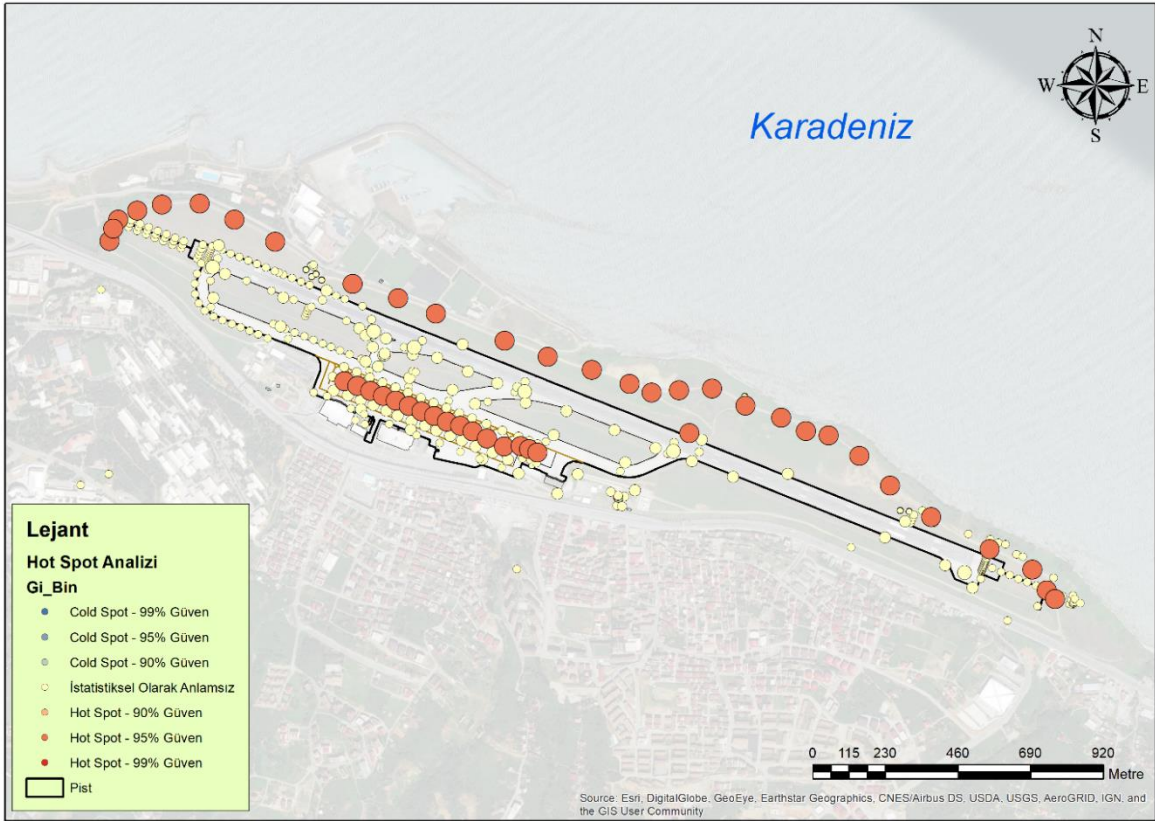 N
W E
S
Karadeniz
Lejant
Hot Spot Analizi
Gi_Bin
Cold Spot - 99% Güven
Cold Spot - 95% Güven
Cold Spot - 90% Güven
İstatistiksel Olarak Anlamsız
Hot Spot - 90% Güven
Hot Spot - 95% Güven
Hot Spot - 99% Güven
Pist
0 115 230 460 690 920
Metre
Source: Esri, DigitalGlobe, GeoEye, Earthstar Geographics, CNES/Airbus DS, USDA, USGS, AeroGRID, IGN, and
the GIS User Community